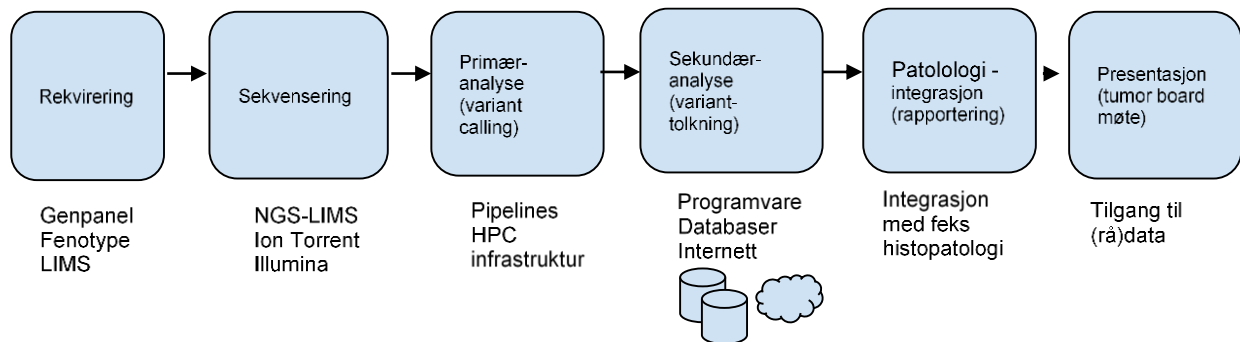 Rekvirering
Sekvensering
Primær-
analyse
(variant
calling)
Sekundær-
analyse
(variant-
tolkning)
Patolologi -
integrasjon
(rapportering)
Presentasjon
(tumor board
møte)
Genpanel
Fenotype
LIMS
NGS-LIMS
Ion Torrent
Illumina
Pipelines
HPC
infrastruktur
Programvare
Databaser
Internett
Integrasjon
med feks
histopatologi
Tilgang til
(rå)data